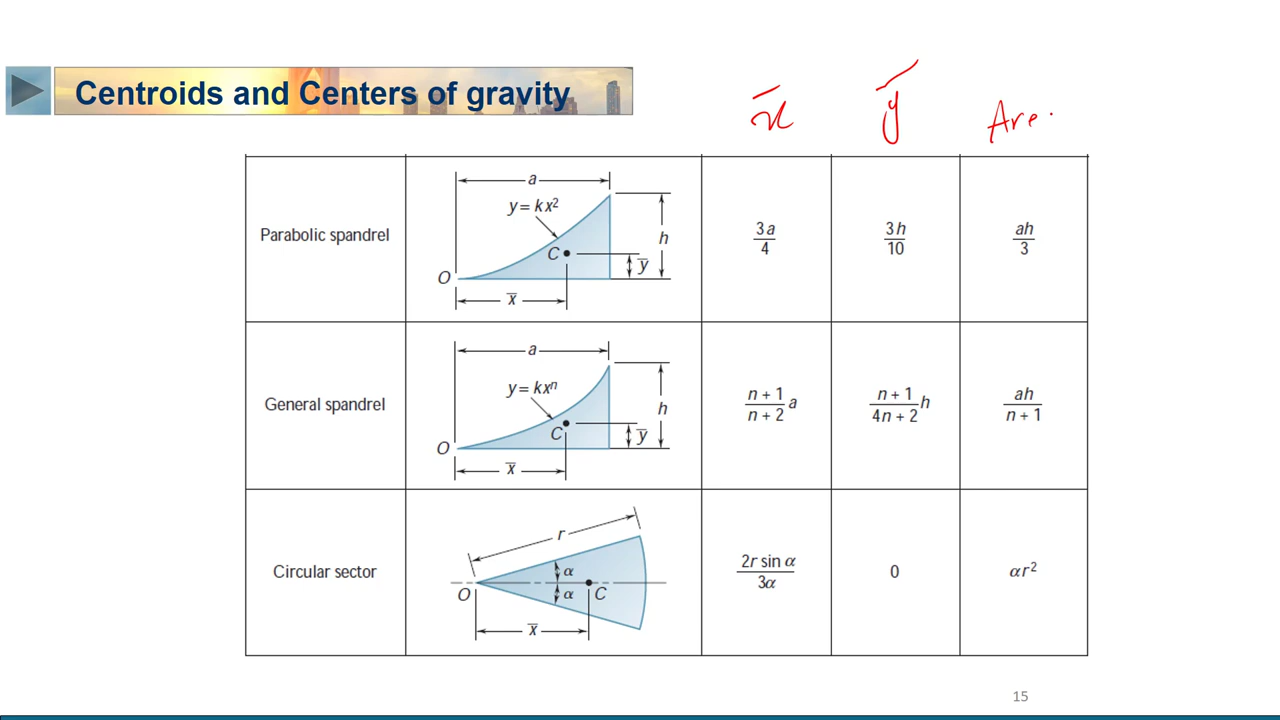 Centroids and Centers of gravity
x̄ ȳ Are.
a
y = kx²
Parabolic spandrel
C
h
ȳ
O
x̄
3a/4
3h/10
ah/3
a
y = kxⁿ
General spandrel
C
h
ȳ
O
x̄
n + 1/n + 2 a
n + 1/4n + 2 h
ah/n + 1
r
Circular sector
α
α
O
C
x̄
2r sin α/3α
0
αr²
15